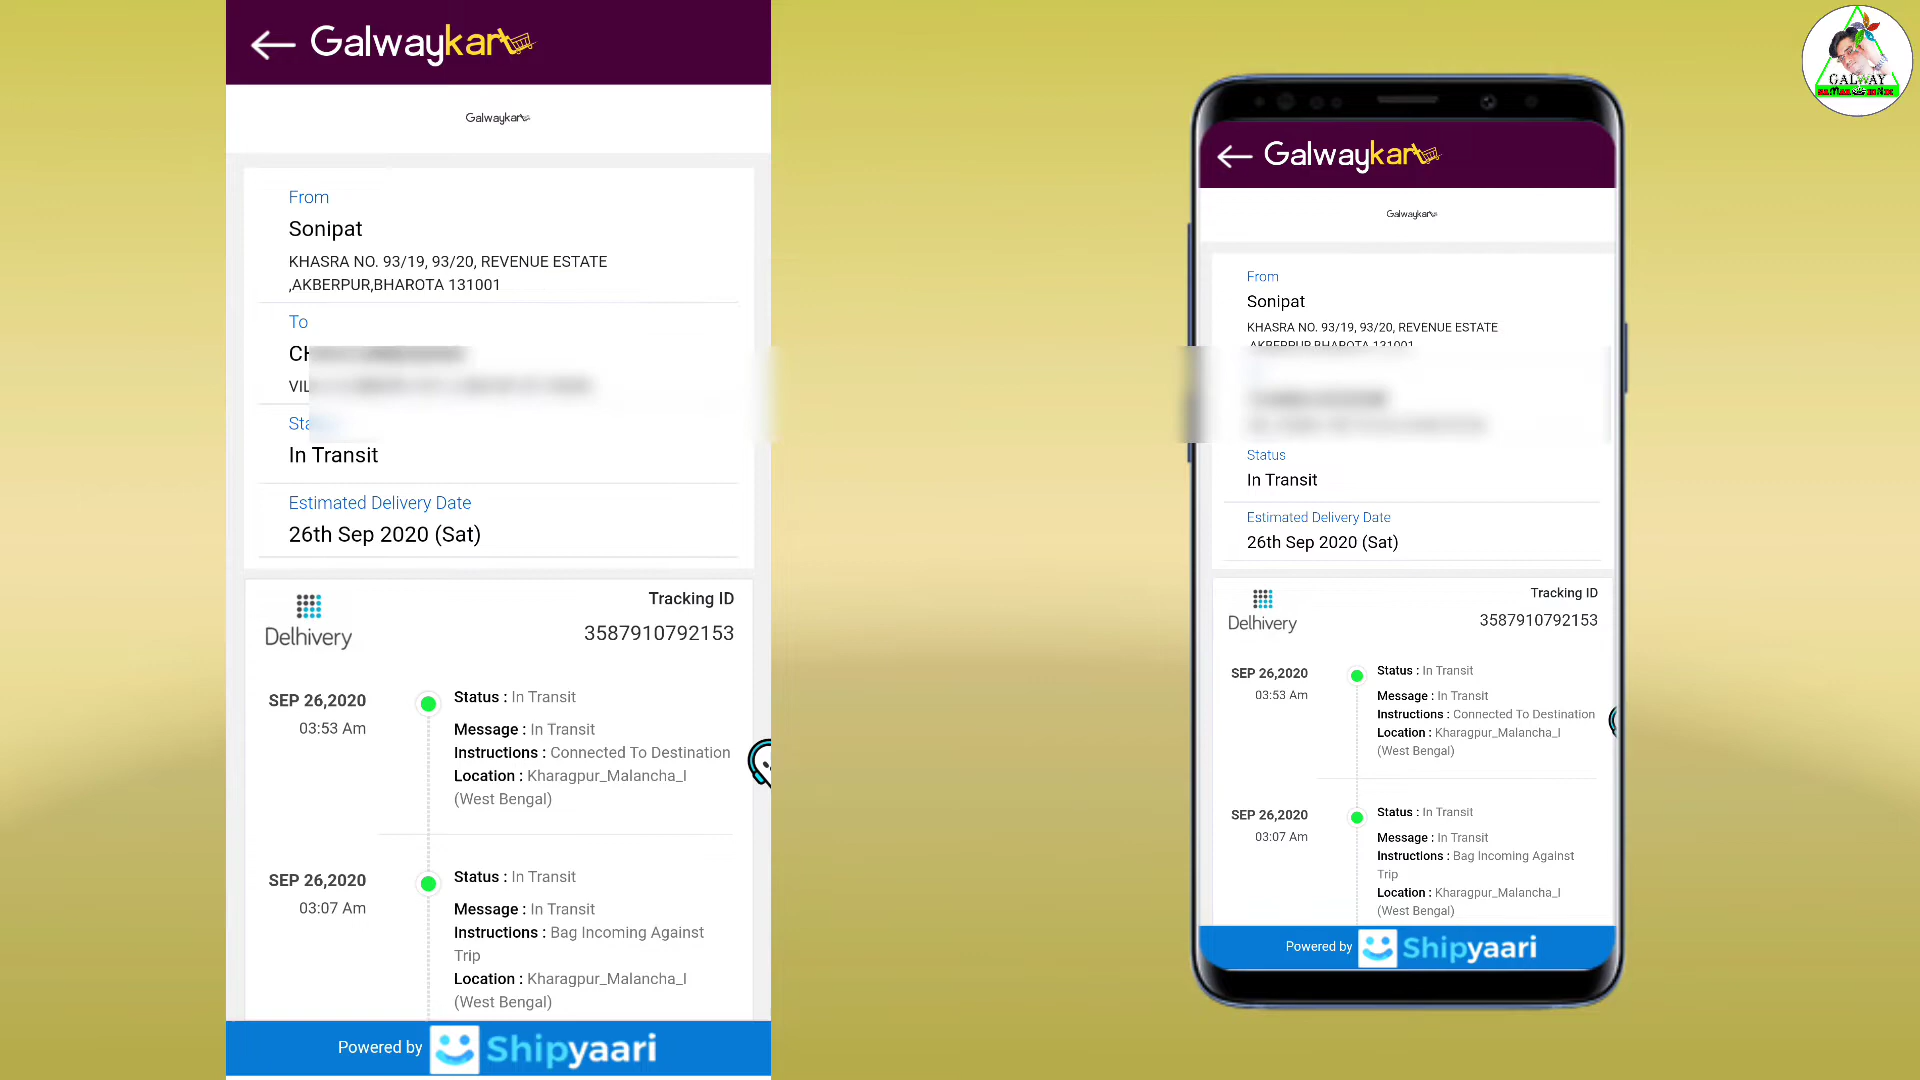 Galwaykart
Galwaykart
From
Sonipat
KHASRA NO. 93/19, 93/20, REVENUE ESTATE
,AKBERPUR,BHAROTA 131001
To
In Transit
Estimated Delivery Date
26th Sep 2020 (Sat)
Delhivery
Tracking ID
3587910792153
SEP 26,2020
03:53 Am
Status : In Transit
Message : In Transit
Instructions : Connected To Destination
Location : Kharagpur_Malancha_I
(West Bengal)
SEP 26,2020
03:07 Am
Status : In Transit
Message : In Transit
Instructions : Bag Incoming Against
Trip
Location : Kharagpur_Malancha_I
(West Bengal)
Powered by Shipyaari
Galwaykart
Galwaykart
From
Sonipat
KHASRA NO. 93/19, 93/20, REVENUE ESTATE
,AKBERPUR,BHAROTA 131001
Status
In Transit
Estimated Delivery Date
26th Sep 2020 (Sat)
Delhivery
Tracking ID
3587910792153
SEP 26,2020
03:53 Am
Status : In Transit
Message : In Transit
Instructions : Connected To Destination
Location : Kharagpur_Malancha_I
(West Bengal)
SEP 26,2020
03:07 Am
Status : In Transit
Message : In Transit
Instructions : Bag Incoming Against
Trip
Location : Kharagpur_Malancha_I
(West Bengal)
Powered by Shipyaari
GALWAY